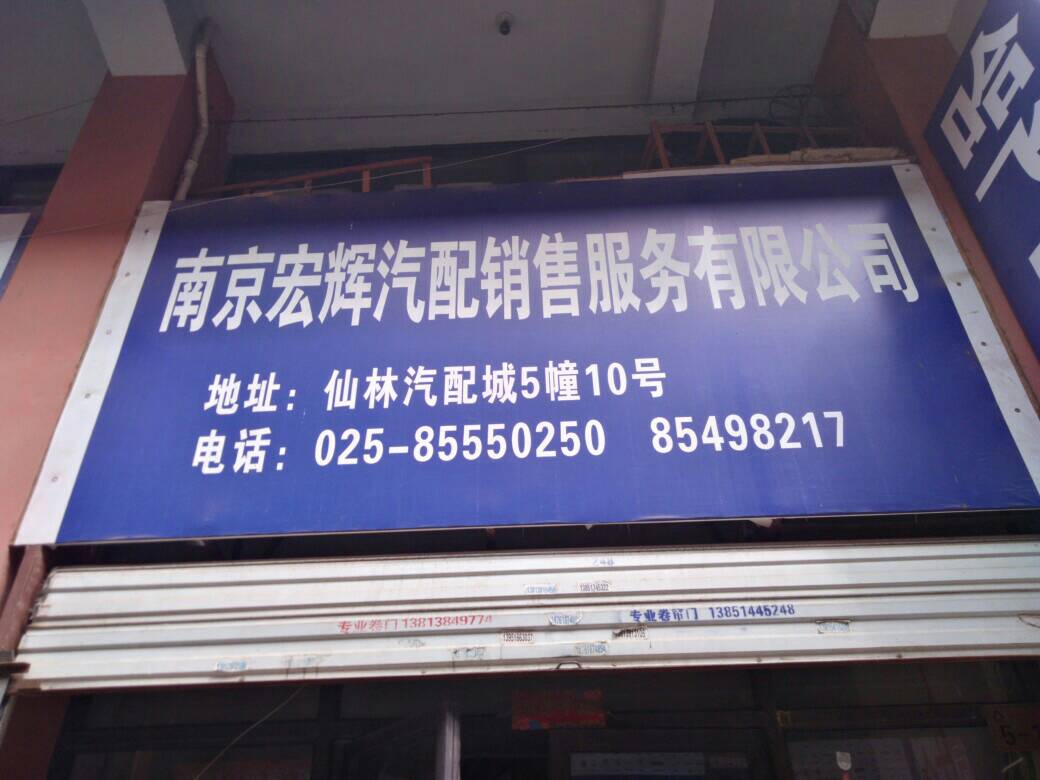 南京宏辉汽配销售服务有限公司
地址：仙林汽配城5幢10号
电话：025-85550250 85498217
哈
专业卷门 13813849774
专业卷帘门 13851445248